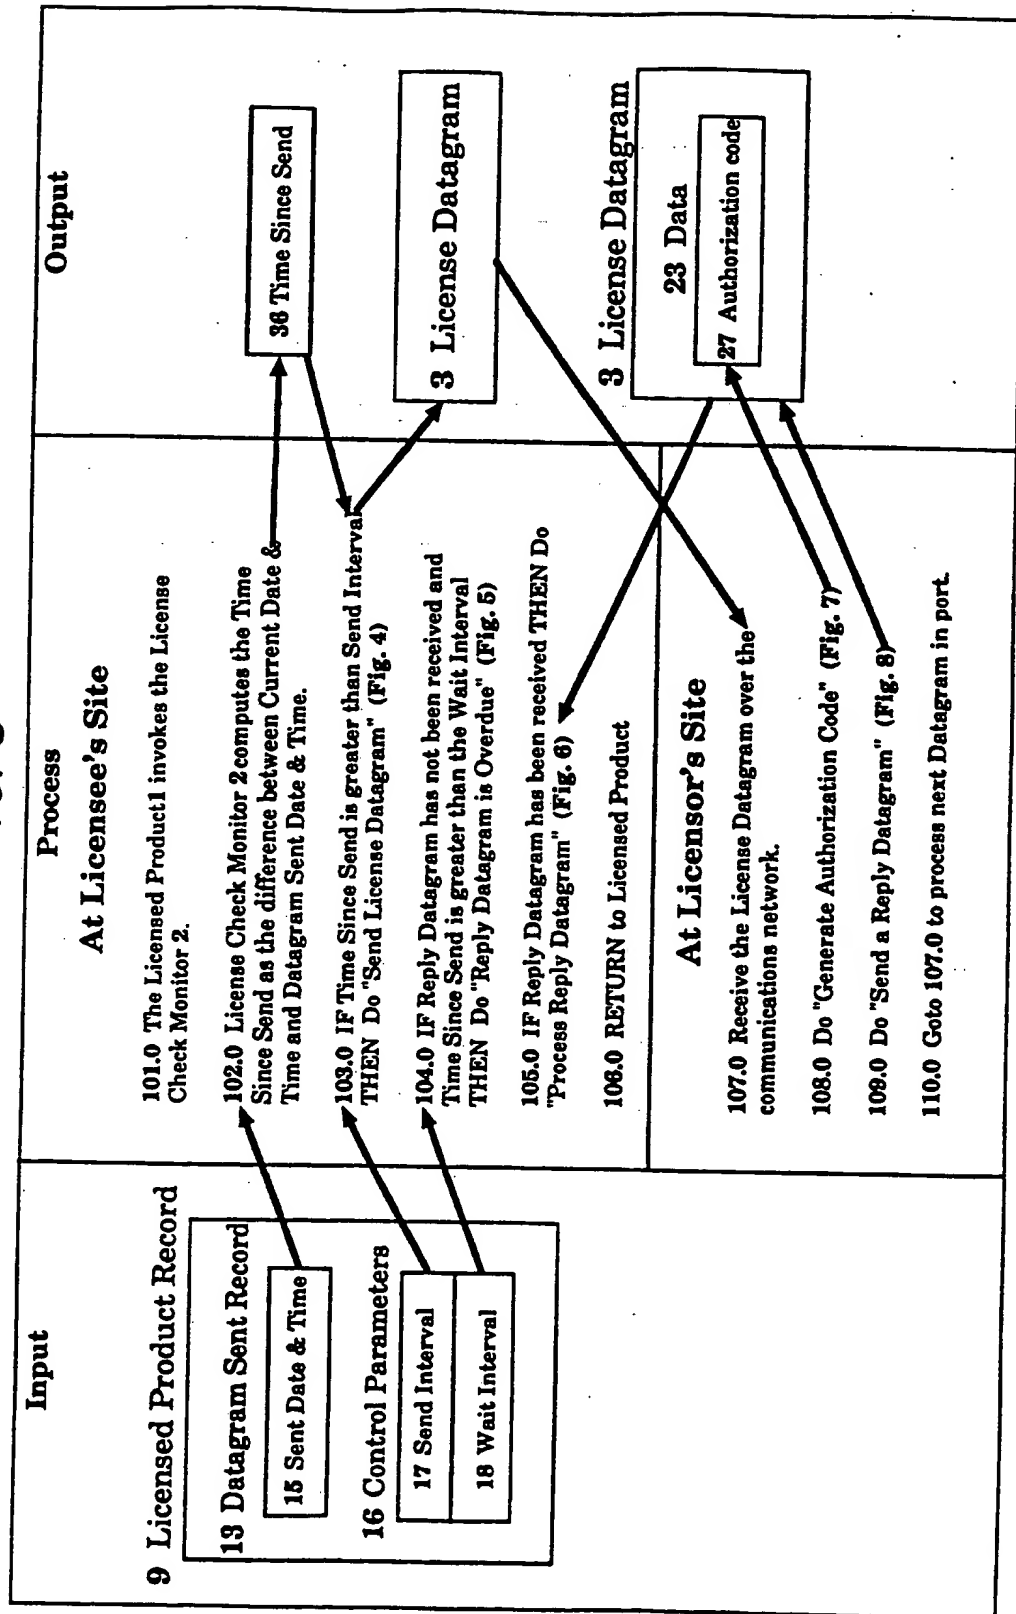 Input
9 Licensed Product Record
13 Datagram Sent Record
15 Sent Date & Time
16 Control Parameters
17 Send Interval
18 Wait Interval
Process
At Licensee's Site
101.0 The Licensed Product1 invokes the License
Check Monitor 2.
102.0 License Check Monitor 2computes the Time
Since Send as the difference between Current Date &
Time and Datagram Sent Date & Time.
103.0 IF Time Since Send is greater than Send Interval
THEN Do "Send License Datagram" (Fig. 4)
104.0 IF Reply Datagram has not been received and
Time Since Send is greater than the Wait Interval
THEN Do "Reply Datagram is Overdue" (Fig. 5)
105.0 IF Reply Datagram has been received THEN Do
"Process Reply Datagram" (Fig. 6)
106.0 RETURN to Licensed Product
At Licensor's Site
107.0 Receive the License Datagram over the
communications network.
108.0 Do "Generate Authorization Code" (Fig. 7)
109.0 Do "Send a Reply Datagram" (Fig. 8)
110.0 Goto 107.0 to process next Datagram in port.
Output
36 Time Since Send
3 License Datagram
3 License Datagram
23 Data
27 Authorization code